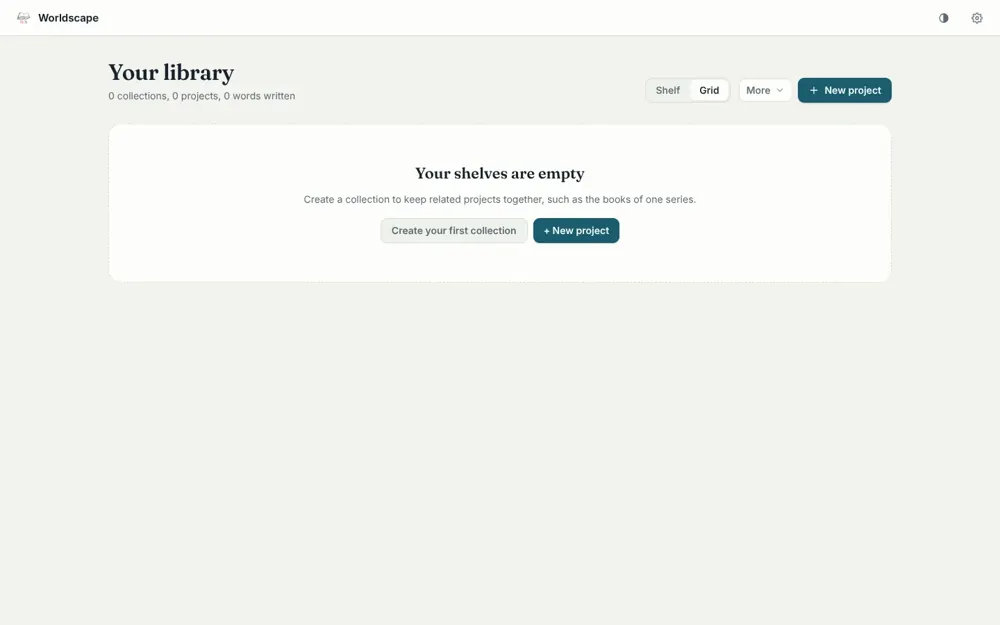 Worldscape
Your library
0 collections, 0 projects, 0 words written
Shelf
Grid
More
+ New project
Your shelves are empty
Create a collection to keep related projects together, such as the books of one series.
Create your first collection
+ New project